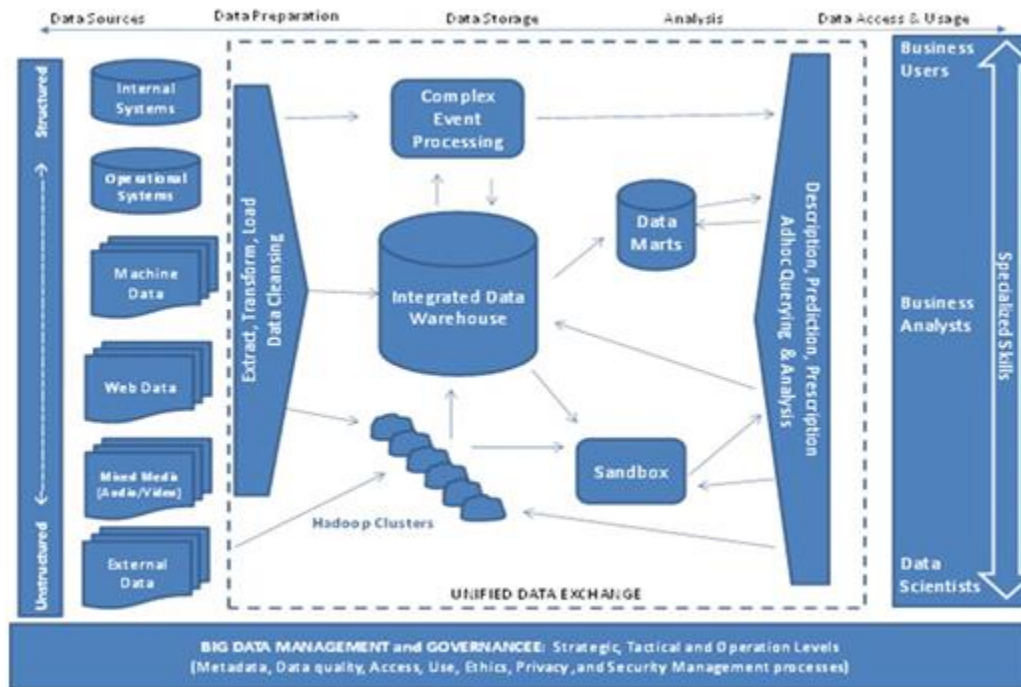 Data Sources
Data Preparation
Data Storage
Analysis
Data Access & Usage
Structured
Unstructured
Internal
Systems
Operational
Systems
Machine
Data
Web Data
Mixed Media
(Audio/Video)
External
Data
Extract, Transform, Load
Data Cleansing
Complex
Event
Processing
Integrated Data
Warehouse
Hadoop Clusters
Data
Marts
Sandbox
UNIFIED DATA EXCHANGE
Description, Prediction, Prescription
Adhoc Querying & Analysis
Business
Users
Business
Analysts
Data
Scientists
Specialized Skills
BIG DATA MANAGEMENT and GOVERNANCEE: Strategic, Tactical and Operation Levels
(Metadata, Data quality, Access, Use, Ethics, Privacy ,and Security Management processes)